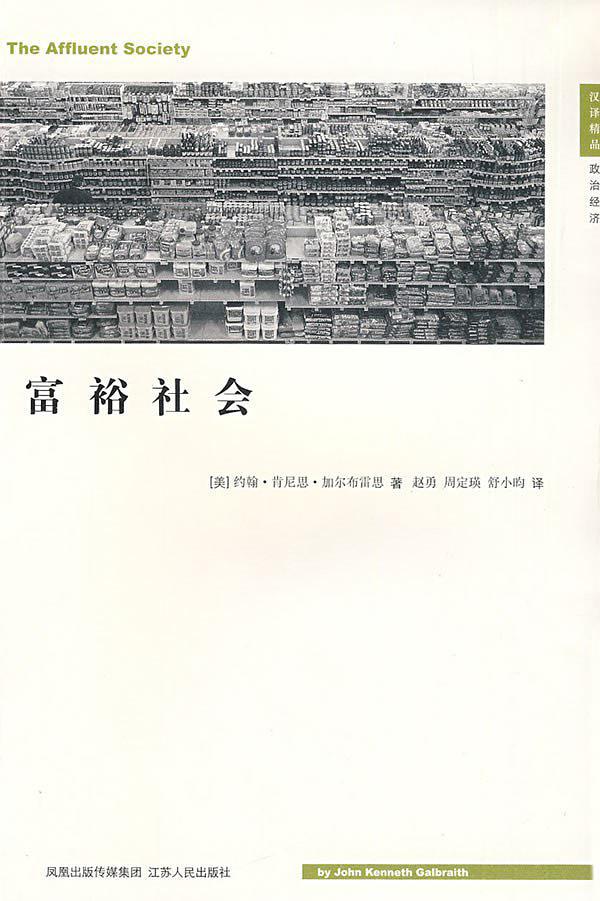 The Affluent Society
汉译精品
政治经济
富裕社会
[美]约翰·肯尼思·加尔布雷思 著 赵勇 周定瑛 舒小昀 译
凤凰出版传媒集团 江苏人民出版社
by John Kenneth Galbraith